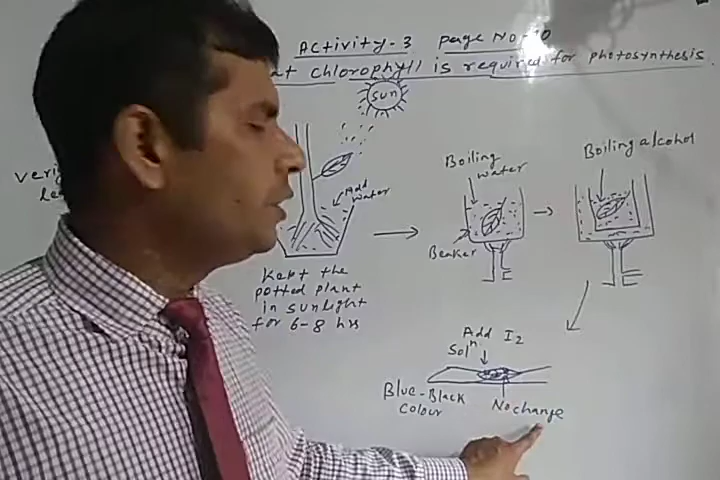 Activity-3 page No-10
at chlorophyll is required for photosynthesis
sun
Add
water
Kept the
potted plant
in sunlight
for 6-8 hrs
Boiling
water
Beaker
Boiling alcohol
Add I2
Solⁿ
Blue-Black
Colour
No change